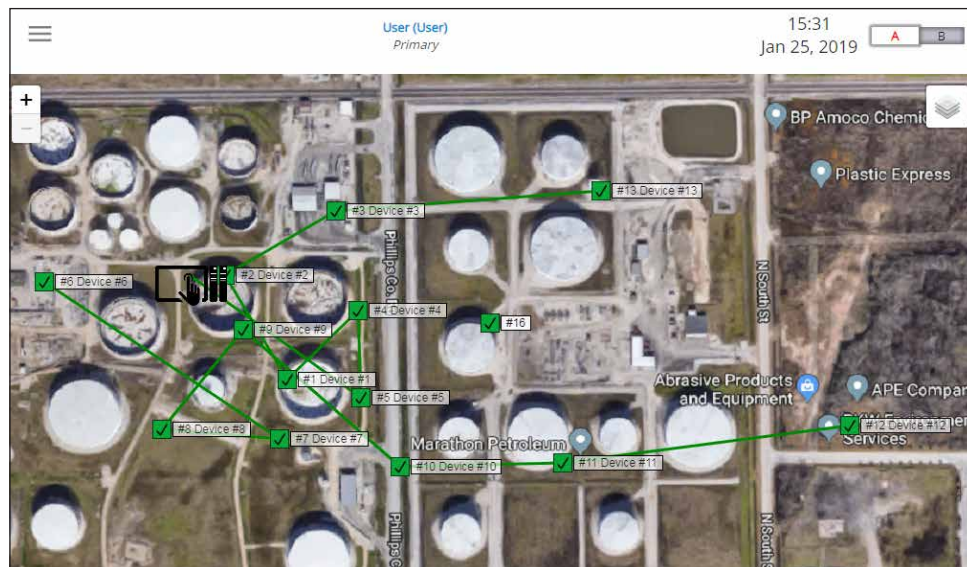 User (User)
Primary
15:31
Jan 25, 2019
A
B
+
−
BP Amoco Chemic
Plastic Express
#13 Device #13
#3 Device #3
Phillips Co
N South St
#2 Device #2
#6 Device #6
#4 Device #4
#16
#9 Device #9
#1 Device #1
#5 Device #5
Abrasive Products
and Equipment
APE Compan
#8 Device #8
#7 Device #7
Marathon Petroleum
#12 Device #12
Services
#10 Device #10
#11 Device #11
Phillips C
N South S